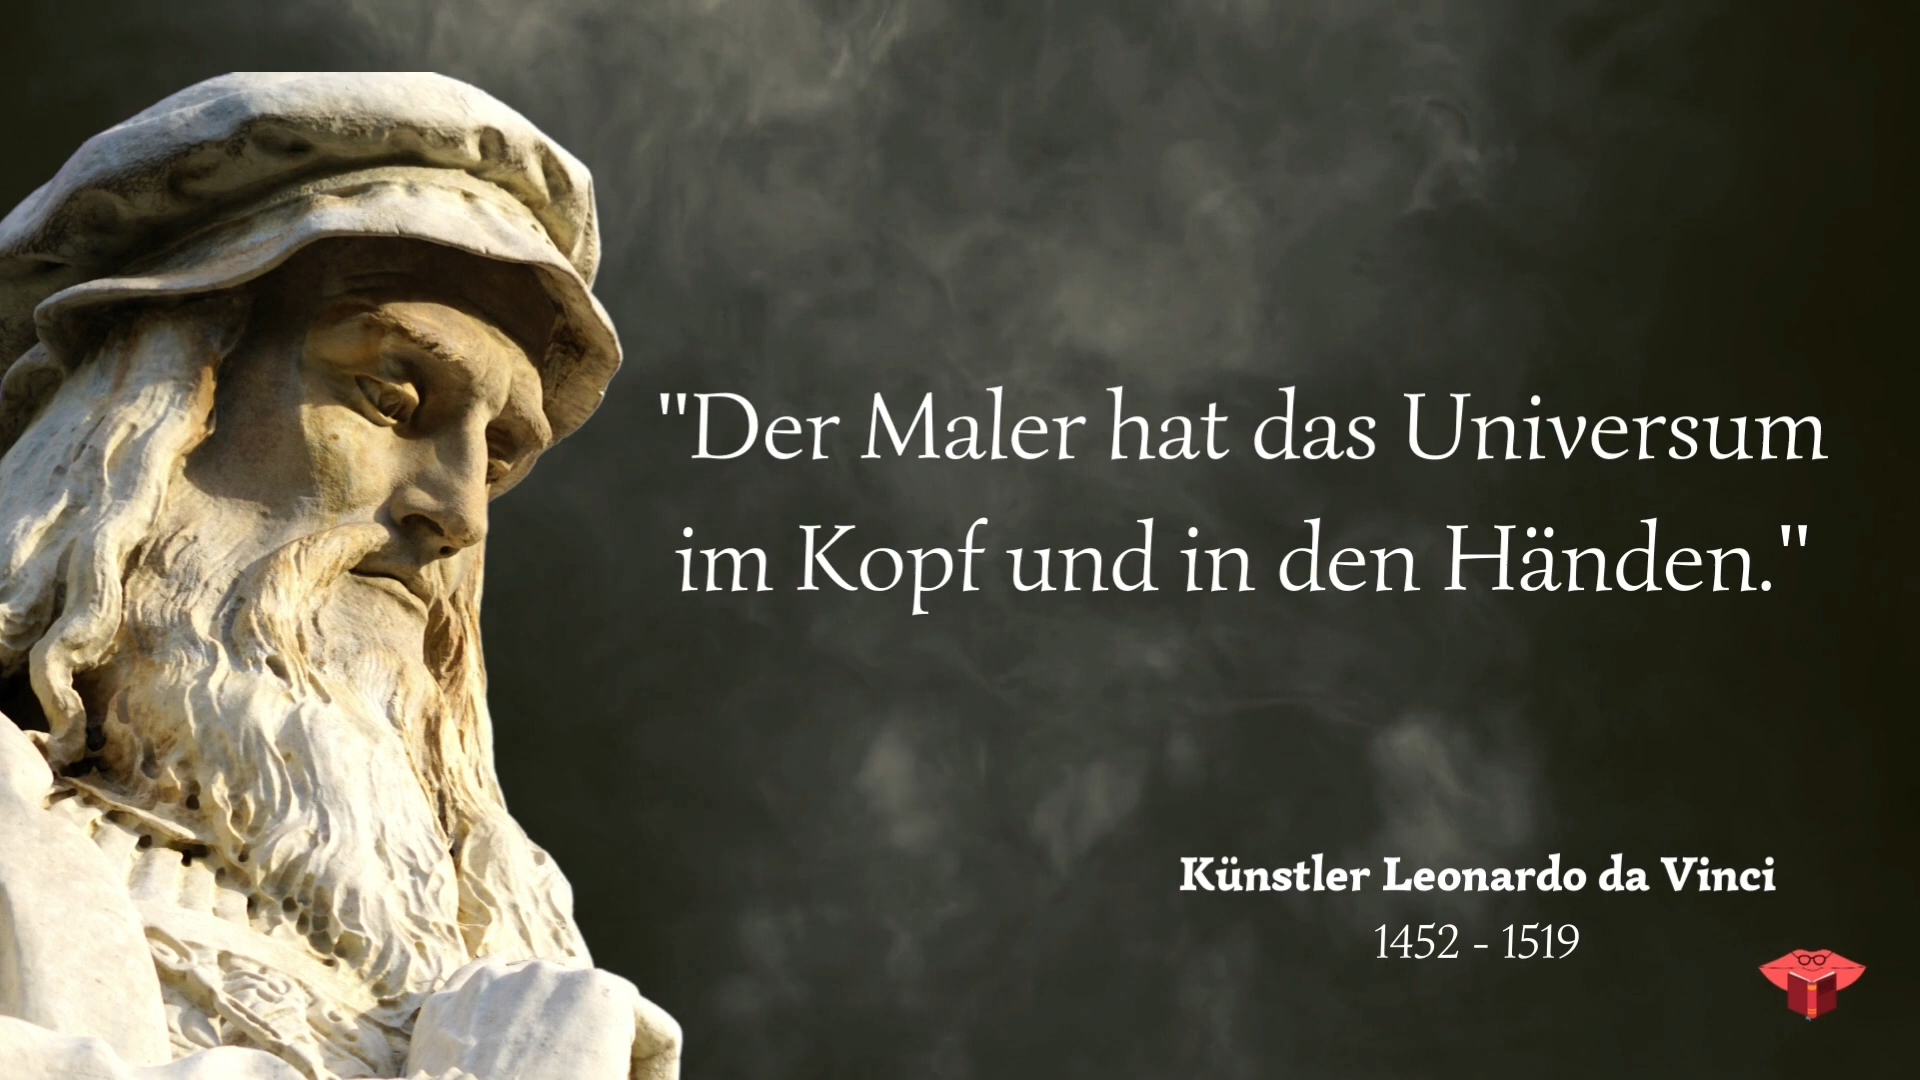 "Der Maler hat das Universum
im Kopf und in den Händen."
Künstler Leonardo da Vinci
1452 - 1519